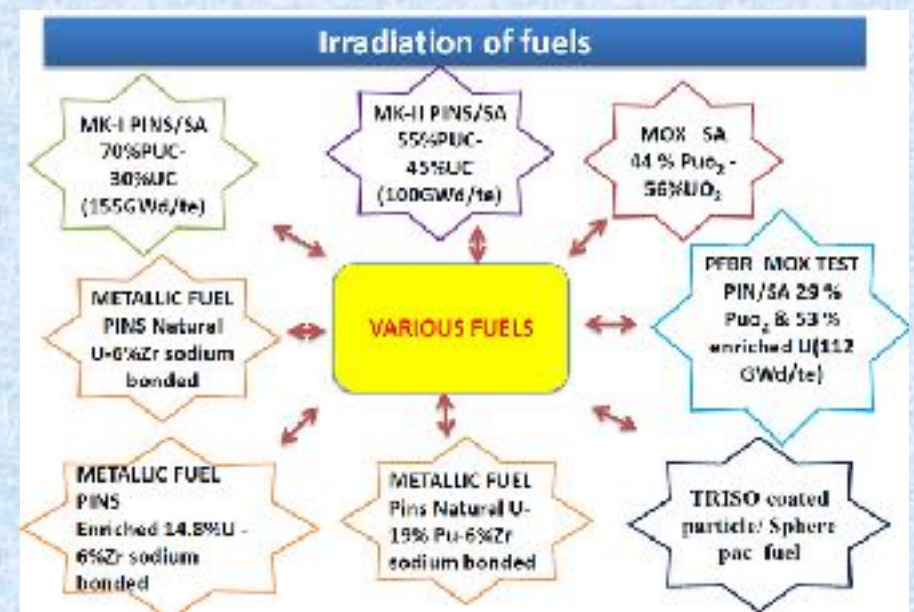 Irradiation of fuels
MK-I PINS/SA
70%PUC-
30%UC
(155GWd/te)
MK-II PINS/SA
55%PUC-
45%UC
(100GWd/te)
MOX SA
44 % Puo₂ -
56%UO₂
METALLIC FUEL
PINS Natural
U-6%Zr sodium
bonded
VARIOUS FUELS
PFBR MOX TEST
PIN/SA 29 %
Puo₂ & 53 %
enriched U(112
GWd/te)
METALLIC FUEL
PINS
Enriched 14.8%U -
6%Zr sodium
bonded
METALLIC FUEL
Pins Natural U-
19% Pu-6%Zr
sodium bonded
TRISO coated
particle/ Sphere
pac fuel